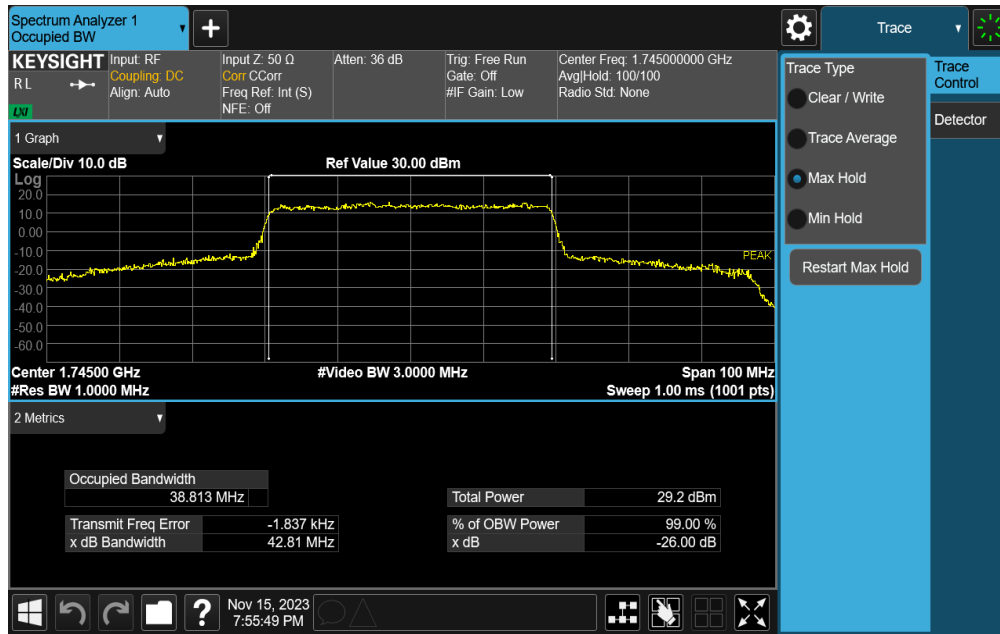 Spectrum Analyzer 1
Occupied BW
+
Trace
KEYSIGHT
R L
LXI
Input: RF
Coupling: DC
Align: Auto
Input Z: 50 Ω
Corr CCorr
Freq Ref: Int (S)
NFE: Off
Atten: 36 dB
Trig: Free Run
Gate: Off
#IF Gain: Low
Center Freq: 1.745000000 GHz
Avg|Hold: 100/100
Radio Std: None
Trace Type
Clear / Write
Trace Average
Max Hold
Min Hold
Restart Max Hold
Trace
Control
Detector
1 Graph
Scale/Div 10.0 dB
Ref Value 30.00 dBm
Log
20.0
10.0
0.00
-10.0
-20.0
-30.0
-40.0
-50.0
-60.0
PEAK
Center 1.74500 GHz
#Video BW 3.0000 MHz
Span 100 MHz
#Res BW 1.0000 MHz
Sweep 1.00 ms (1001 pts)
2 Metrics
Occupied Bandwidth
38.813 MHz
Total Power 29.2 dBm
Transmit Freq Error -1.837 kHz
% of OBW Power 99.00 %
x dB Bandwidth 42.81 MHz
x dB -26.00 dB
?
Nov 15, 2023
7:55:49 PM